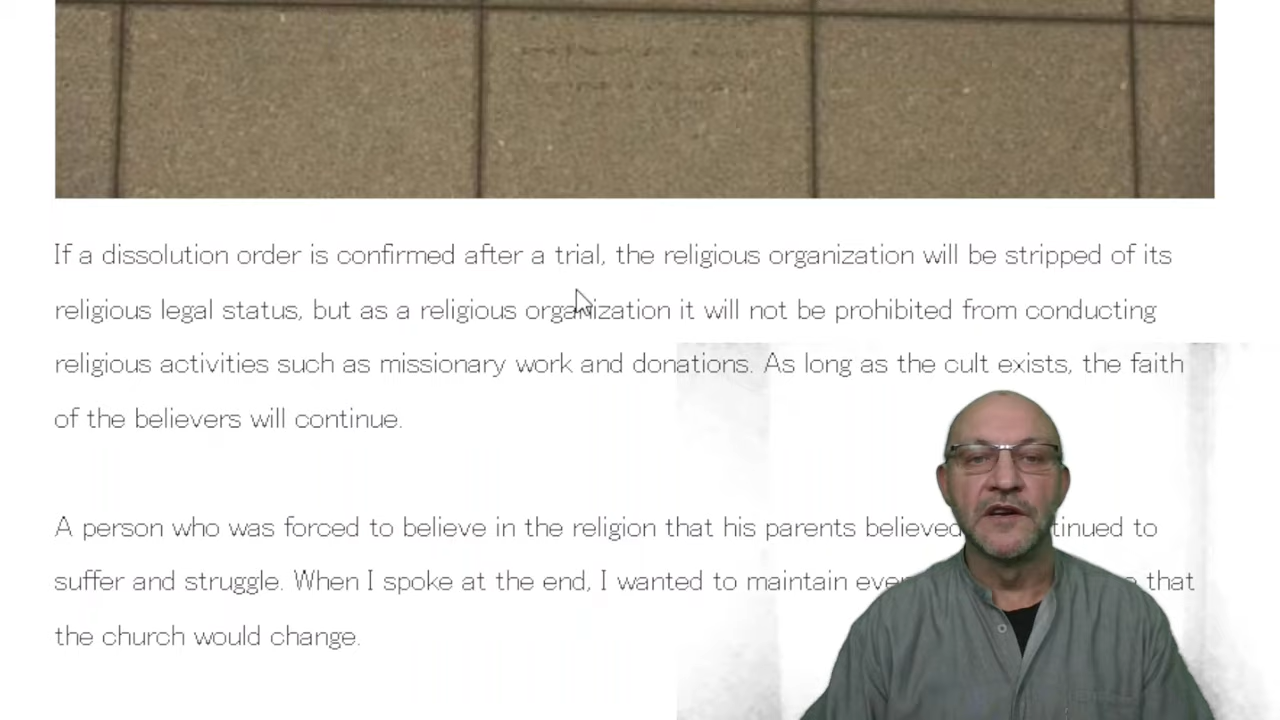 If a dissolution order is confirmed after a trial, the religious organization will be stripped of its
religious legal status, but as a religious organization it will not be prohibited from conducting
religious activities such as missionary work and donations. As long as the cult exists, the faith
of the believers will continue.
A person who was forced to believe in the religion that his parents believed to
suffer and struggle. When I spoke at the end, I wanted to maintain that
the church would change.